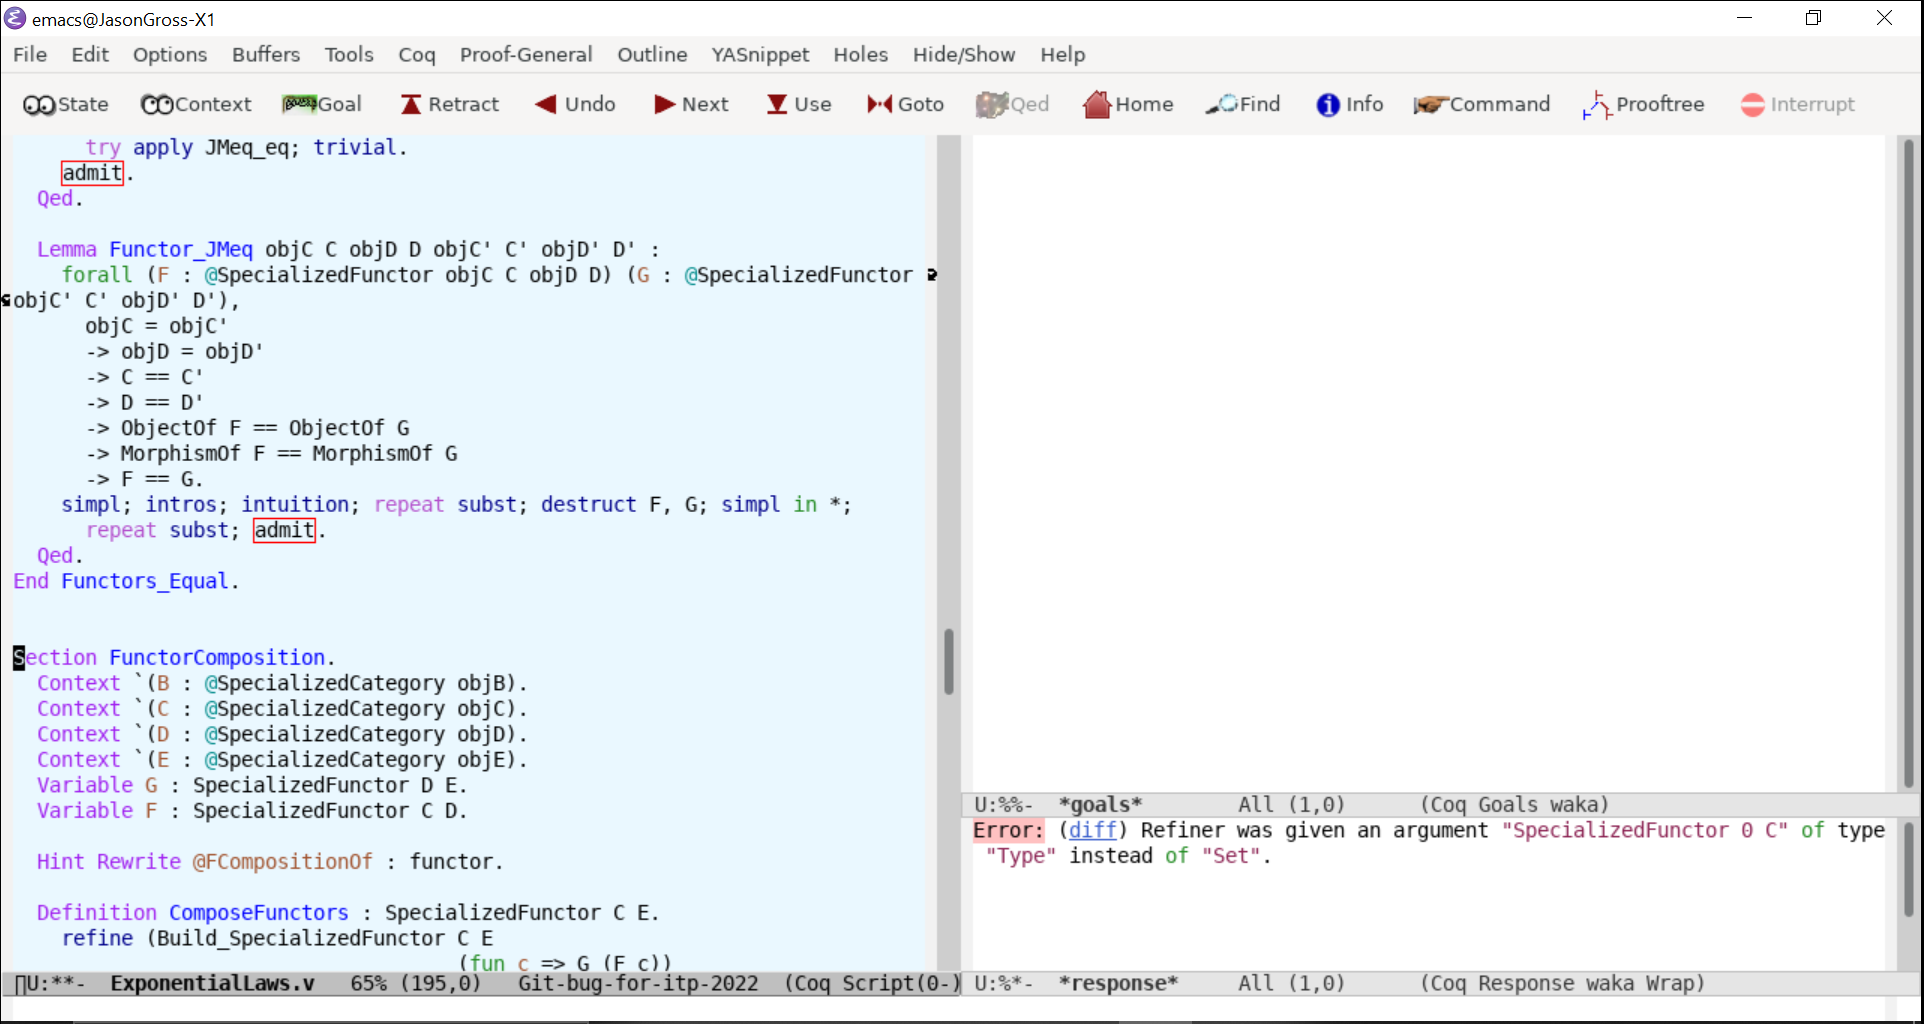 emacs@JasonGross-X1
File Edit Options Buffers Tools Coq Proof-General Outline YASnippet Holes Hide/Show Help
State Context Goal Retract Undo Next Use Goto Qed Home Find Info Command Prooftree Interrupt
try apply JMeq_eq; trivial.
admit.
Qed.
Lemma Functor_JMeq objC C objD D objC' C' objD' D' :
forall (F : @SpecializedFunctor objC C objD D) (G : @SpecializedFunctor
objC' C' objD' D'),
objC = objC'
-> objD = objD'
-> C == C'
-> D == D'
-> ObjectOf F == ObjectOf G
-> MorphismOf F == MorphismOf G
-> F == G.
simpl; intros; intuition; repeat subst; destruct F, G; simpl in *;
repeat subst; admit.
Qed.
End Functors_Equal.
Section FunctorComposition.
Context `(B : @SpecializedCategory objB).
Context `(C : @SpecializedCategory objC).
Context `(D : @SpecializedCategory objD).
Context `(E : @SpecializedCategory objE).
Variable G : SpecializedFunctor D E.
Variable F : SpecializedFunctor C D.
Hint Rewrite @FCompositionOf : functor.
Definition ComposeFunctors : SpecializedFunctor C E.
refine (Build_SpecializedFunctor C E
(fun c => G (F c))
U:**- ExponentialLaws.v 65% (195,0) Git-bug-for-itp-2022 (Coq Script(0-)
U:%%- *goals* All (1,0) (Coq Goals waka)
Error: (diff) Refiner was given an argument "SpecializedFunctor 0 C" of type
"Type" instead of "Set".
U:%*- *response* All (1,0) (Coq Response waka Wrap)